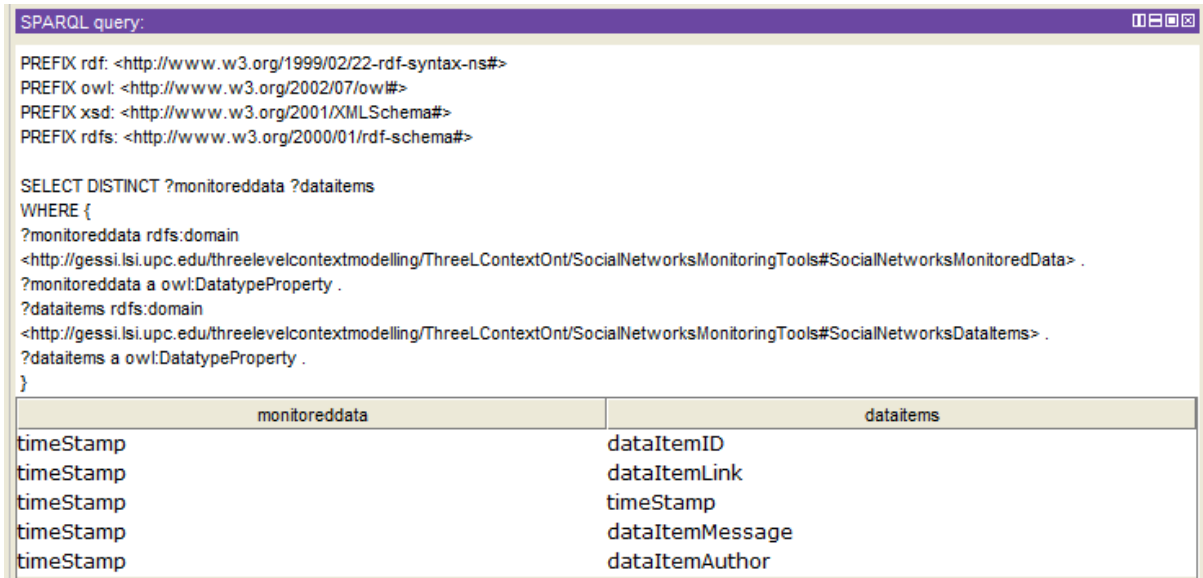 SPARQL query:
PREFIX rdf: <http://www.w3.org/1999/02/22-rdf-syntax-ns#>
PREFIX owl: <http://www.w3.org/2002/07/owl#>
PREFIX xsd: <http://www.w3.org/2001/XMLSchema#>
PREFIX rdfs: <http://www.w3.org/2000/01/rdf-schema#>
SELECT DISTINCT ?monitoreddata ?dataitems
WHERE {
?monitoreddata rdfs:domain
<http://gessi.lsi.upc.edu/threelevelcontextmodelling/ThreeLContextOnt/SocialNetworksMonitoringTools#SocialNetworksMonitoredData> .
?monitoreddata a owl:DatatypeProperty .
?dataitems rdfs:domain
<http://gessi.lsi.upc.edu/threelevelcontextmodelling/ThreeLContextOnt/SocialNetworksMonitoringTools#SocialNetworksDataItems> .
?dataitems a owl:DatatypeProperty .
}
monitoreddata dataitems
timeStamp dataItemID
timeStamp dataItemLink
timeStamp timeStamp
timeStamp dataItemMessage
timeStamp dataItemAuthor